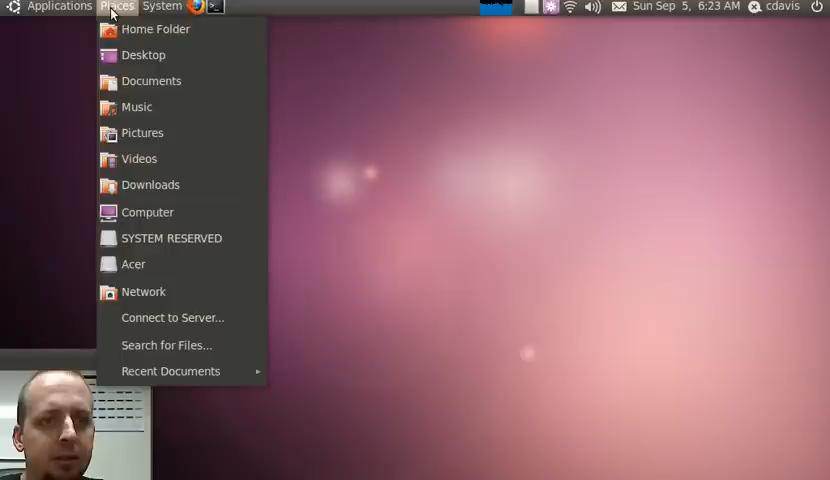 Applications Places System Sun Sep 5, 6:23 AM cdavis
Home Folder
Desktop
Documents
Music
Pictures
Videos
Downloads
Computer
SYSTEM RESERVED
Acer
Network
Connect to Server...
Search for Files...
Recent Documents